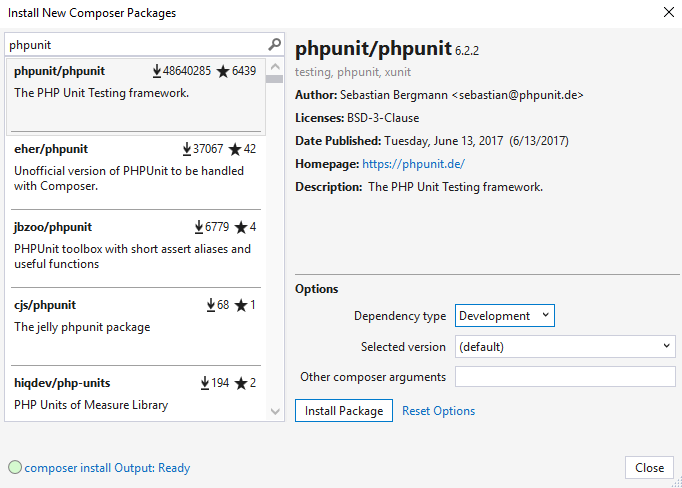 Install New Composer Packages
phpunit
phpunit/phpunit 48640285 6439
The PHP Unit Testing framework.
eher/phpunit 37067 42
Unofficial version of PHPUnit to be handled
with Composer.
jbzoo/phpunit 6779 4
PHPUnit toolbox with short assert aliases and
useful functions
cjs/phpunit 68 1
The jelly phpunit package
hiqdev/php-units 194 2
PHP Units of Measure Library
phpunit/phpunit 6.2.2
testing, phpunit, xunit
Author: Sebastian Bergmann <sebastian@phpunit.de>
Licenses: BSD-3-Clause
Date Published: Tuesday, June 13, 2017 (6/13/2017)
Homepage: https://phpunit.de/
Description: The PHP Unit Testing framework.
Options
Dependency type Development
Selected version (default)
Other composer arguments
Install Package Reset Options
composer install Output: Ready
Close